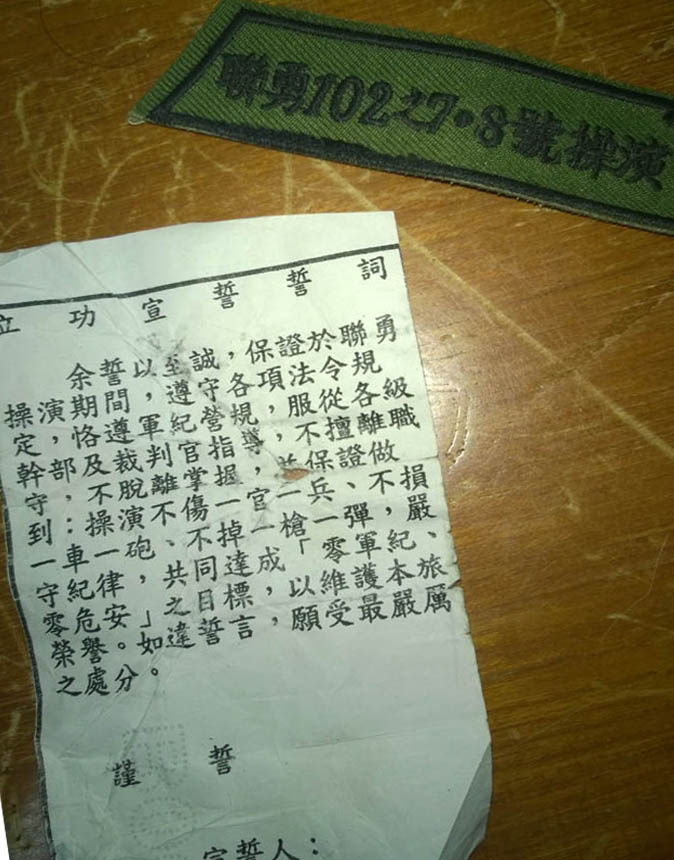 聯勇102之7·8號操演
立功宣誓誓詞
余誓以至誠,保證於聯勇
操演期間,遵守各項法令規
定,恪遵軍紀營規,服從各級
幹部及裁判官指導,不擅離職
守,不脫離掌握,並保證做
到:操演不傷一官一兵、不損
一車一砲、不掉一槍一彈,嚴
守紀律,共同達成「零軍紀、
零危安」之目標,以維護本旅
榮譽。如違誓言,願受最嚴厲
之處分。
謹誓
宣誓人: